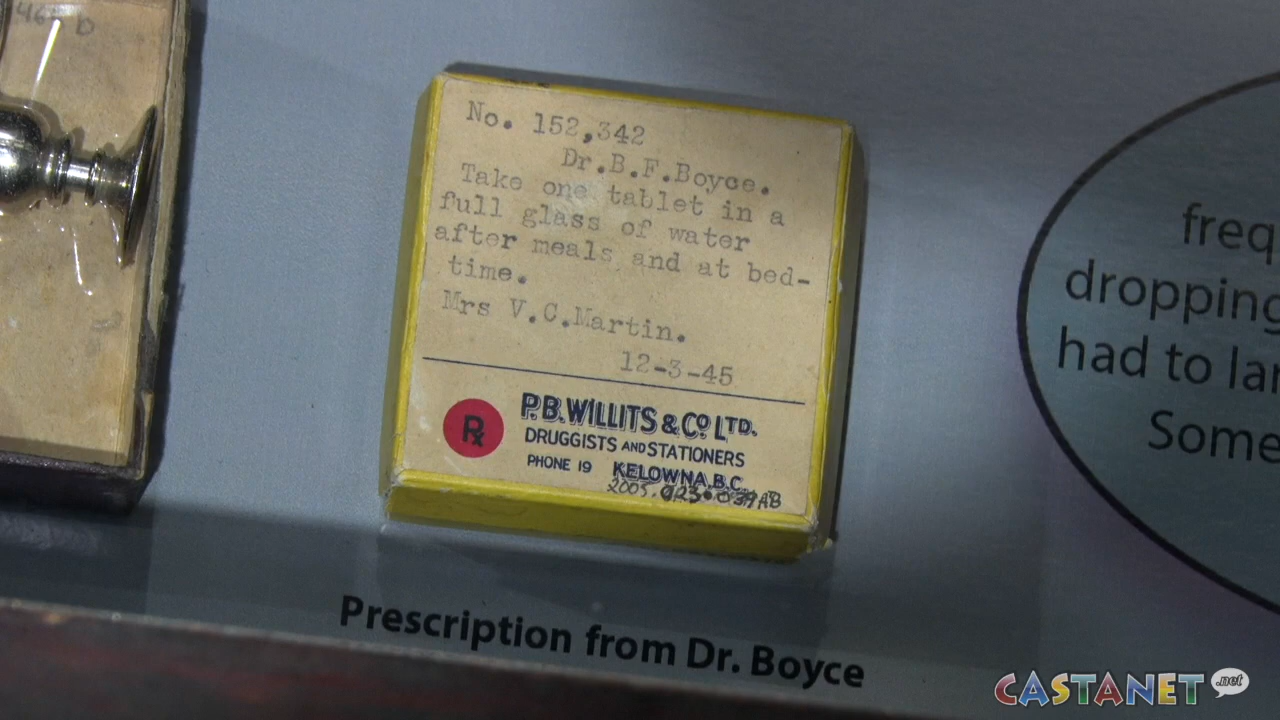 No. 152,342
Dr.B.F.Boyce.
Take one tablet in a
full glass of water
after meals and at bed-
time.
Mrs V.C.Martin.
12-3-45
Rx
P.B. WILLITS & CO. LTD.
DRUGGISTS AND STATIONERS
PHONE 19 KELOWNA, B.C.
2005.
Prescription from Dr. Boyce
freq
dropping
had to lar
Some
CASTANET.net